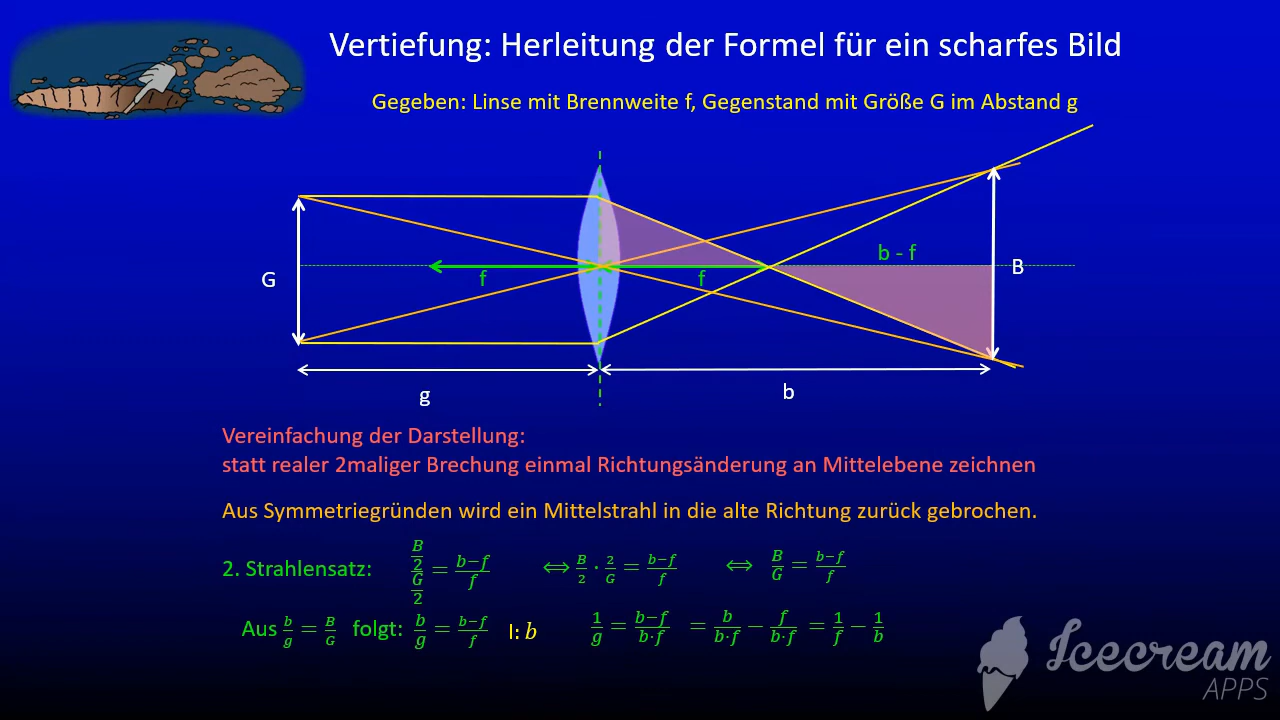 Vertiefung: Herleitung der Formel für ein scharfes Bild
Gegeben: Linse mit Brennweite f, Gegenstand mit Größe G im Abstand g
b - f
G f f B
g b
Vereinfachung der Darstellung:
statt realer 2maliger Brechung einmal Richtungsänderung an Mittelebene zeichnen
Aus Symmetriegründen wird ein Mittelstrahl in die alte Richtung zurück gebrochen.
2. Strahlensatz: (B/2)/(G/2) = (b−f)/f ⇔ B/2 · 2/G = (b−f)/f ⇔ B/G = (b−f)/f
Aus b/g = B/G folgt: b/g = (b−f)/f I: b 1/g = (b−f)/(b·f) = b/(b·f) − f/(b·f) = 1/f − 1/b
Icecream
APPS